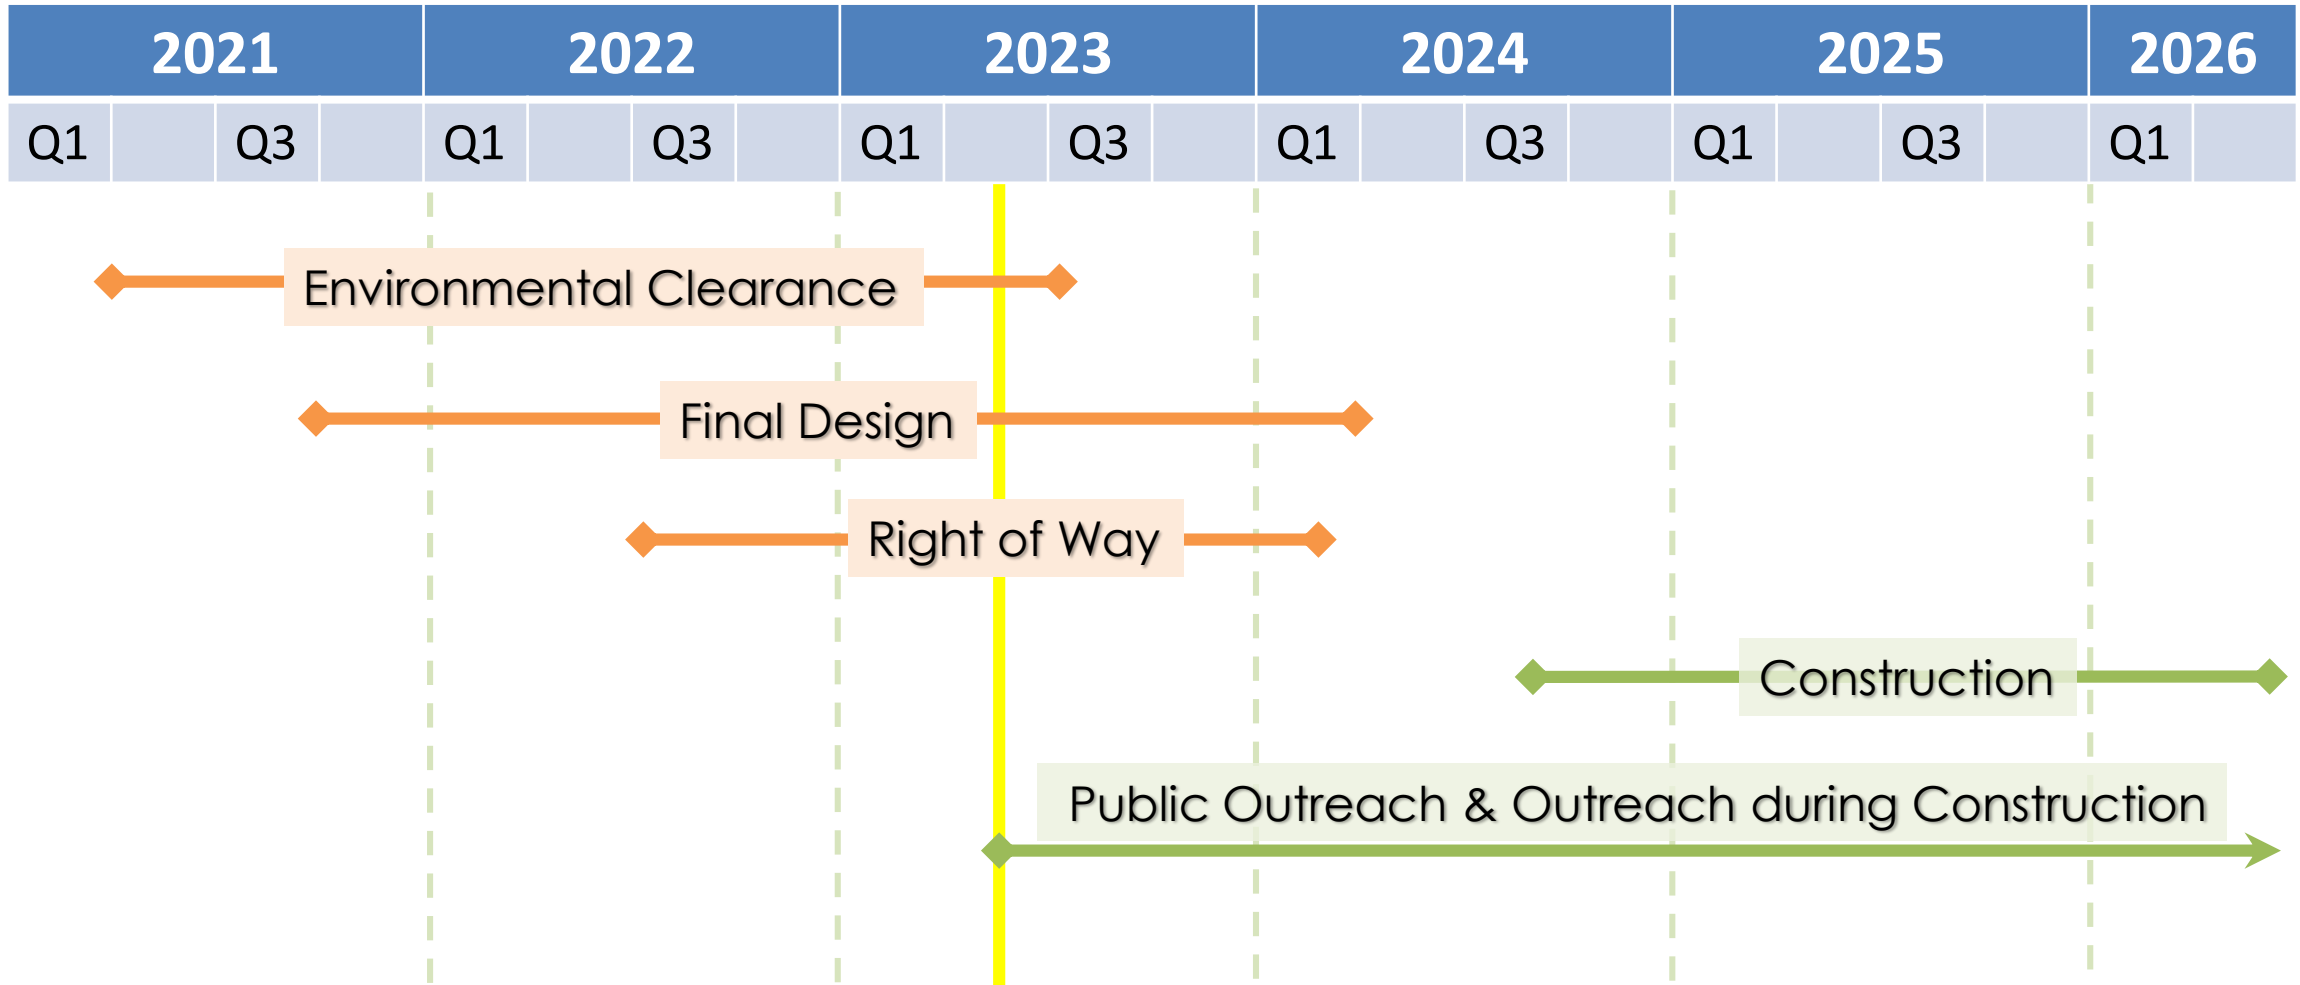 2021 2022 2023 2024 2025 2026
Q1 Q3 Q1 Q3 Q1 Q3 Q1 Q3 Q1 Q3 Q1
Environmental Clearance
Final Design
Right of Way
Construction
Public Outreach & Outreach during Construction